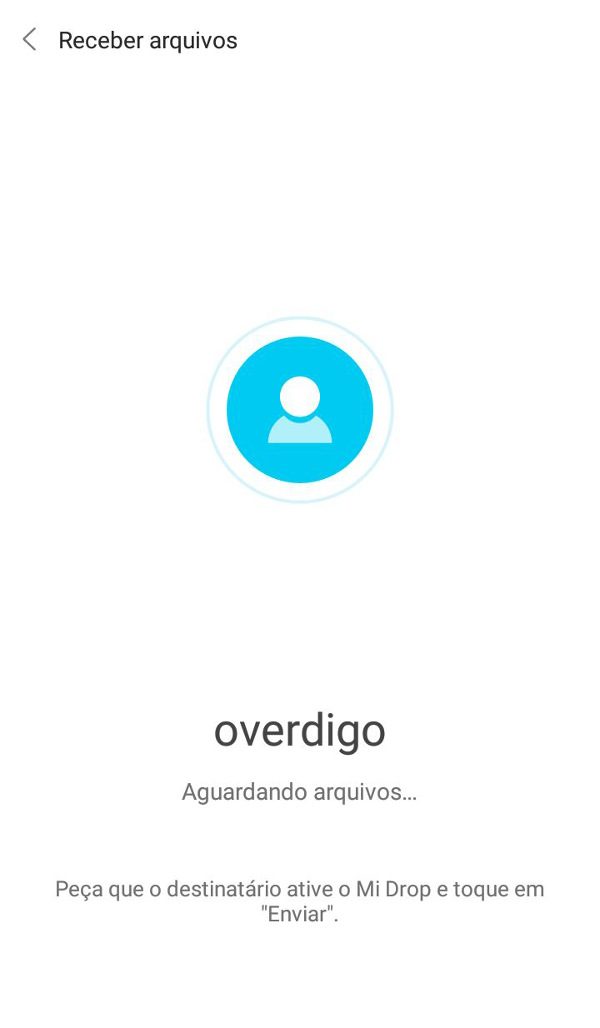 Receber arquivos
overdigo
Aguardando arquivos...
Peça que o destinatário ative o Mi Drop e toque em
"Enviar".